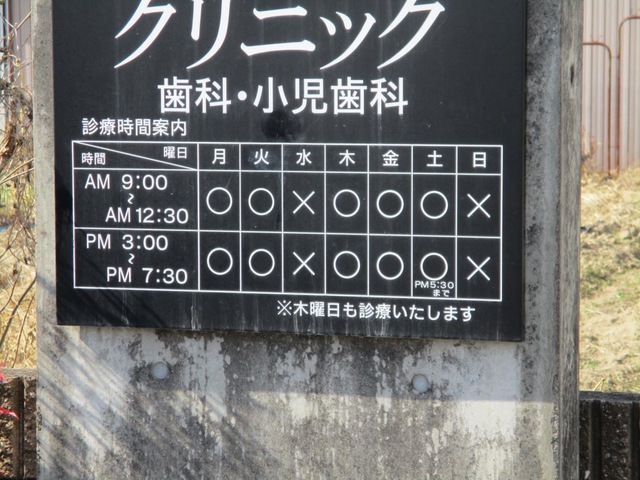 クリニック
歯科・小児歯科
診療時間案内
時間 曜日 月 火 水 木 金 土 日
AM 9:00 〜 AM 12:30 ○ ○ × ○ ○ ○ ×
PM 3:00 〜 PM 7:30 ○ ○ × ○ ○ ○ PM5:30まで ×
※木曜日も診療いたします